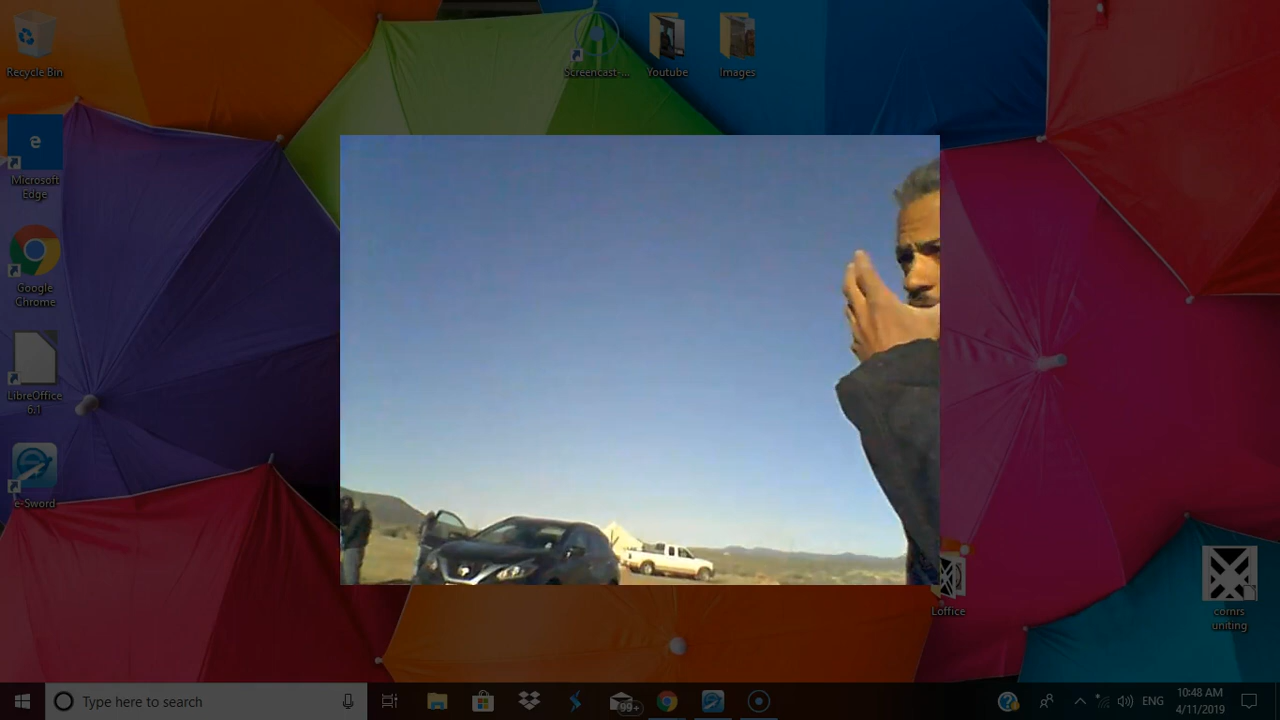 Recycle Bin
Screencast-...
Youtube
Images
Microsoft
Edge
Google
Chrome
LibreOffice
6.1
e-Sword
Loffice
comrs
uniting
Type here to search
99+
ENG
10:48 AM
4/11/2019